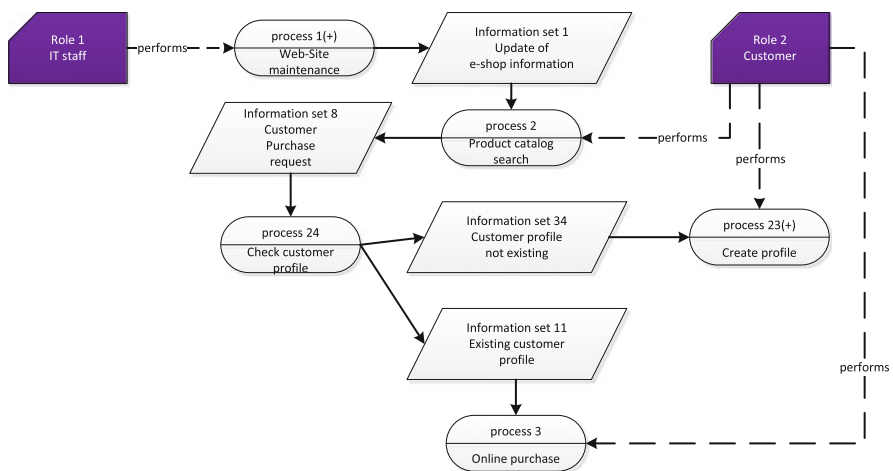 Role 1
IT staff
performs
process 1(+)
Web-Site
maintenance
Information set 1
Update of
e-shop information
Role 2
Customer
Information set 8
Customer
Purchase
request
process 2
Product catalog
search
performs
performs
process 24
Check customer
profile
Information set 34
Customer profile
not existing
process 23(+)
Create profile
Information set 11
Existing customer
profile
performs
process 3
Online purchase